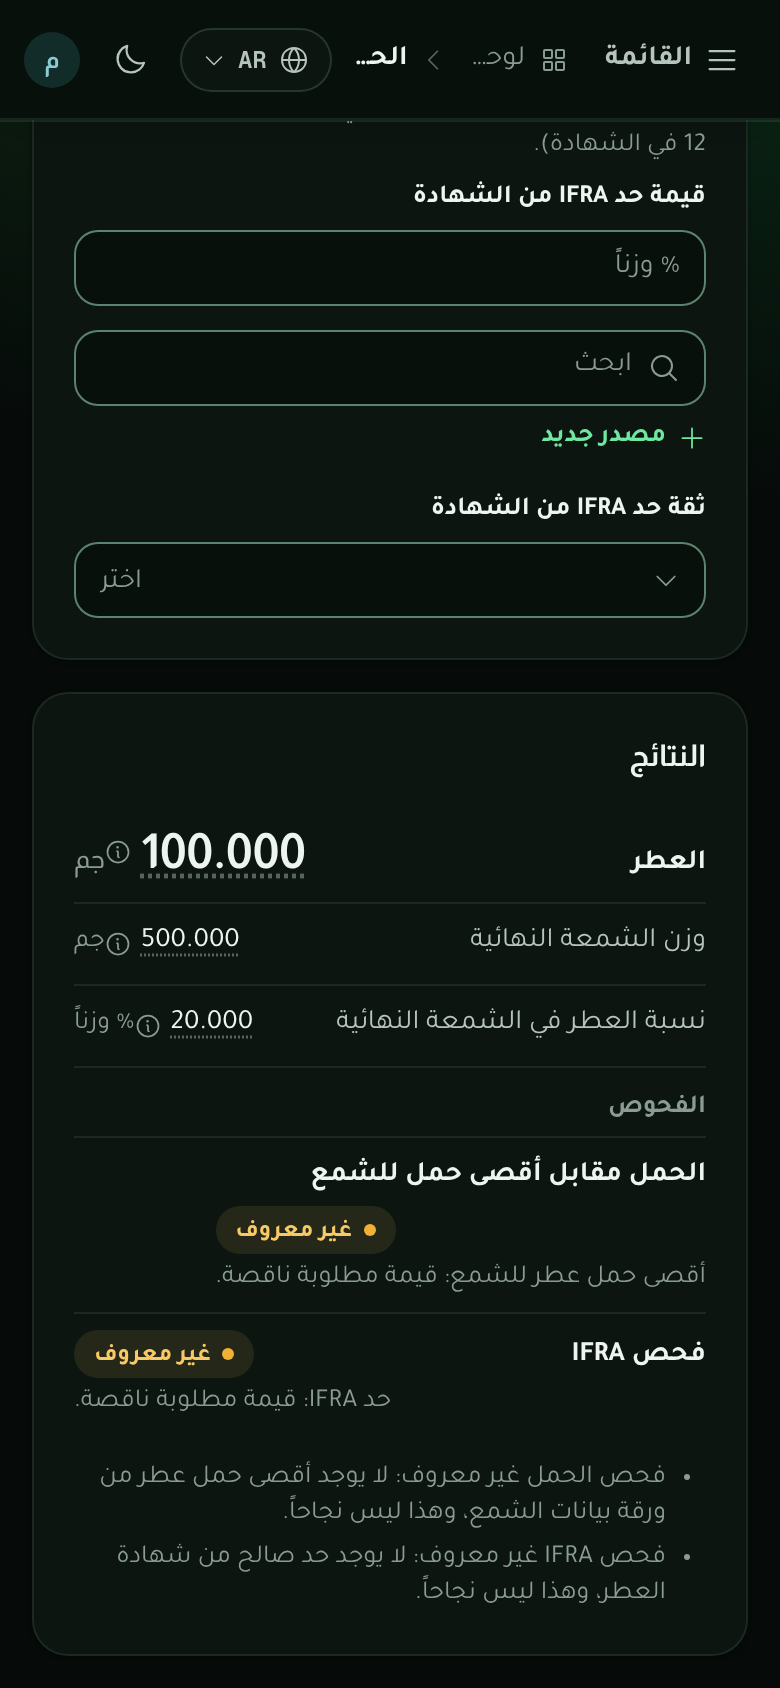 القائمة
لوحـ...
الحـ...
AR
م
12 في الشهادة).
قيمة حد IFRA من الشهادة
% وزناً
ابحث
مصدر جديد
ثقة حد IFRA من الشهادة
اختر
النتائج
العطر 100.000 جم
وزن الشمعة النهائية 500.000 جم
نسبة العطر في الشمعة النهائية 20.000 % وزناً
الفحوص
الحمل مقابل أقصى حمل للشمع
غير معروف
أقصى حمل عطر للشمع: قيمة مطلوبة ناقصة.
فحص IFRA غير معروف
حد IFRA: قيمة مطلوبة ناقصة.
• فحص الحمل غير معروف: لا يوجد أقصى حمل عطر من
ورقة بيانات الشمع، وهذا ليس نجاحاً.
• فحص IFRA غير معروف: لا يوجد حد صالح من شهادة
العطر، وهذا ليس نجاحاً.